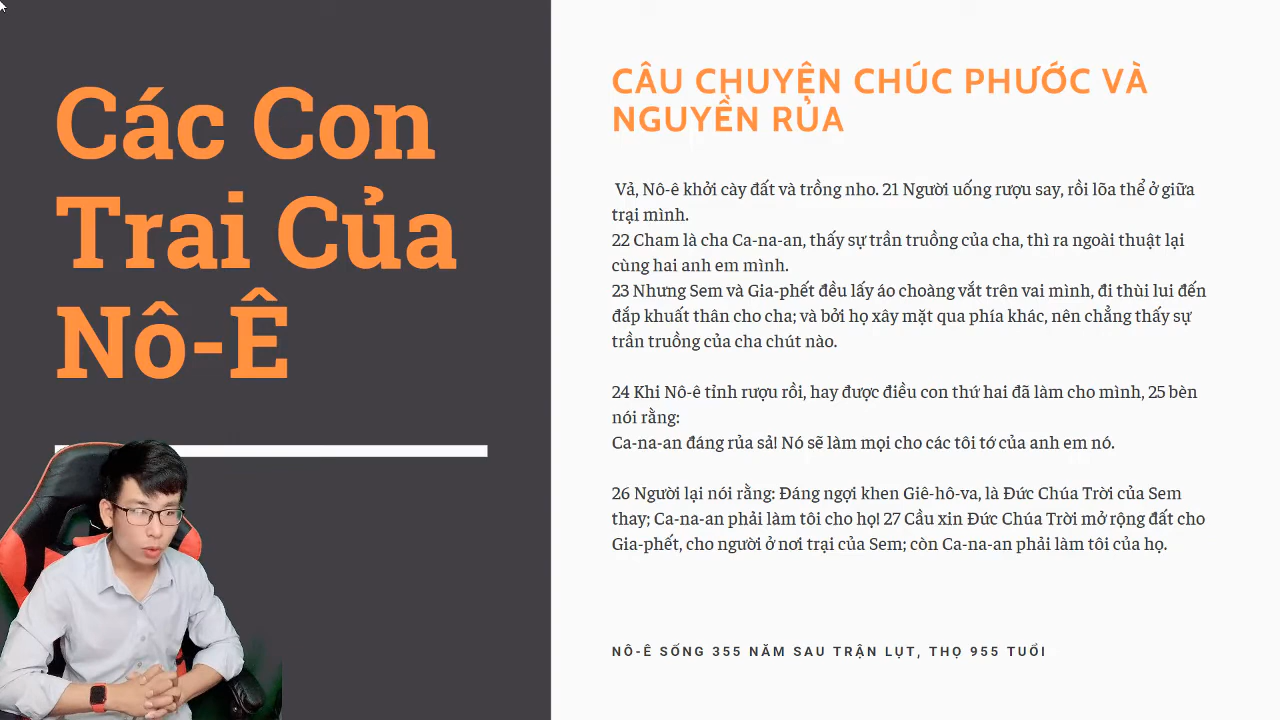 Các Con
Trai Của
Nô-Ê
CÂU CHUYỆN CHÚC PHƯỚC VÀ
NGUYỀN RỦA
Vả, Nô-ê khởi cày đất và trồng nho. 21 Người uống rượu say, rồi lõa thể ở giữa
trại mình.
22 Cham là cha Ca-na-an, thấy sự trần truồng của cha, thì ra ngoài thuật lại
cùng hai anh em mình.
23 Nhưng Sem và Gia-phết đều lấy áo choàng vắt trên vai mình, đi thùi lui đến
đắp khuất thân cho cha; và bởi họ xây mặt qua phía khác, nên chẳng thấy sự
trần truồng của cha chút nào.
24 Khi Nô-ê tỉnh rượu rồi, hay được điều con thứ hai đã làm cho mình, 25 bèn
nói rằng:
Ca-na-an đáng rủa sả! Nó sẽ làm mọi cho các tôi tớ của anh em nó.
26 Người lại nói rằng: Đáng ngợi khen Giê-hô-va, là Đức Chúa Trời của Sem
thay; Ca-na-an phải làm tôi cho họ! 27 Cầu xin Đức Chúa Trời mở rộng đất cho
Gia-phết, cho người ở nơi trại của Sem; còn Ca-na-an phải làm tôi của họ.
NÔ-Ê SỐNG 355 NĂM SAU TRẬN LỤT, THỌ 955 TUỔI